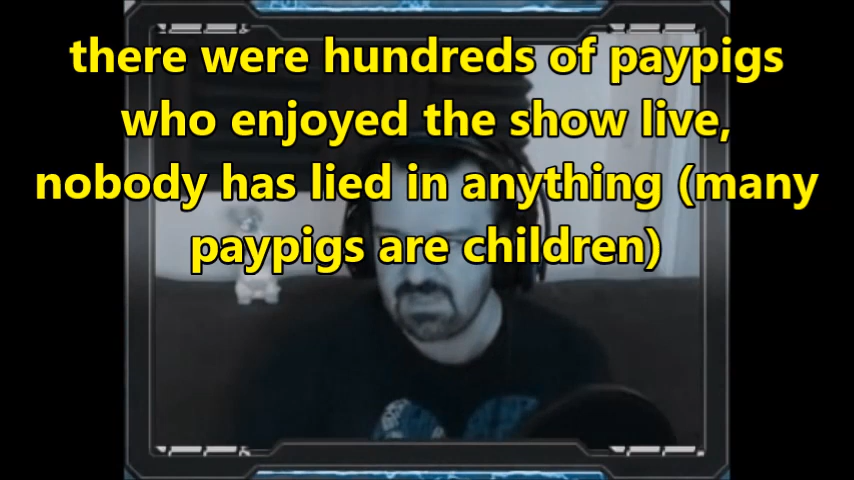 there were hundreds of paypigs
who enjoyed the show live,
nobody has lied in anything (many
paypigs are children)